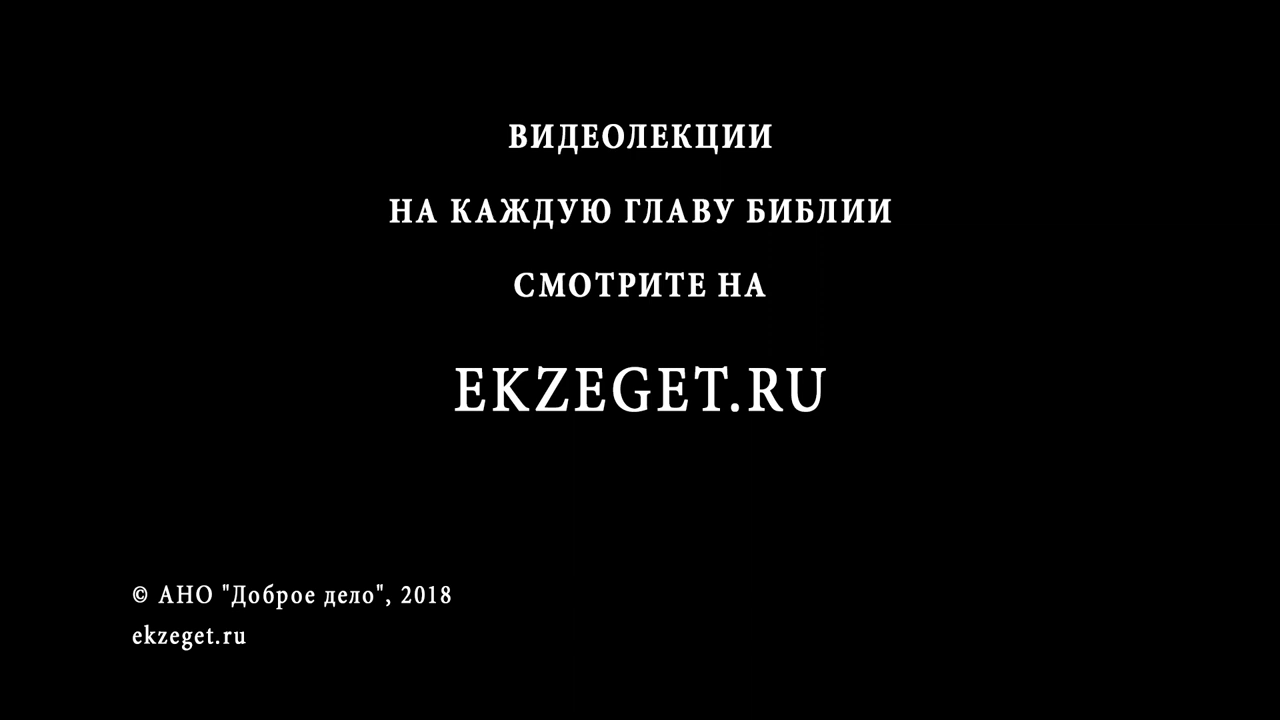 ВИДЕОЛЕКЦИИ
НА КАЖДУЮ ГЛАВУ БИБЛИИ
СМОТРИТЕ НА
EKZEGET.RU
© АНО "Доброе дело", 2018
ekzeget.ru